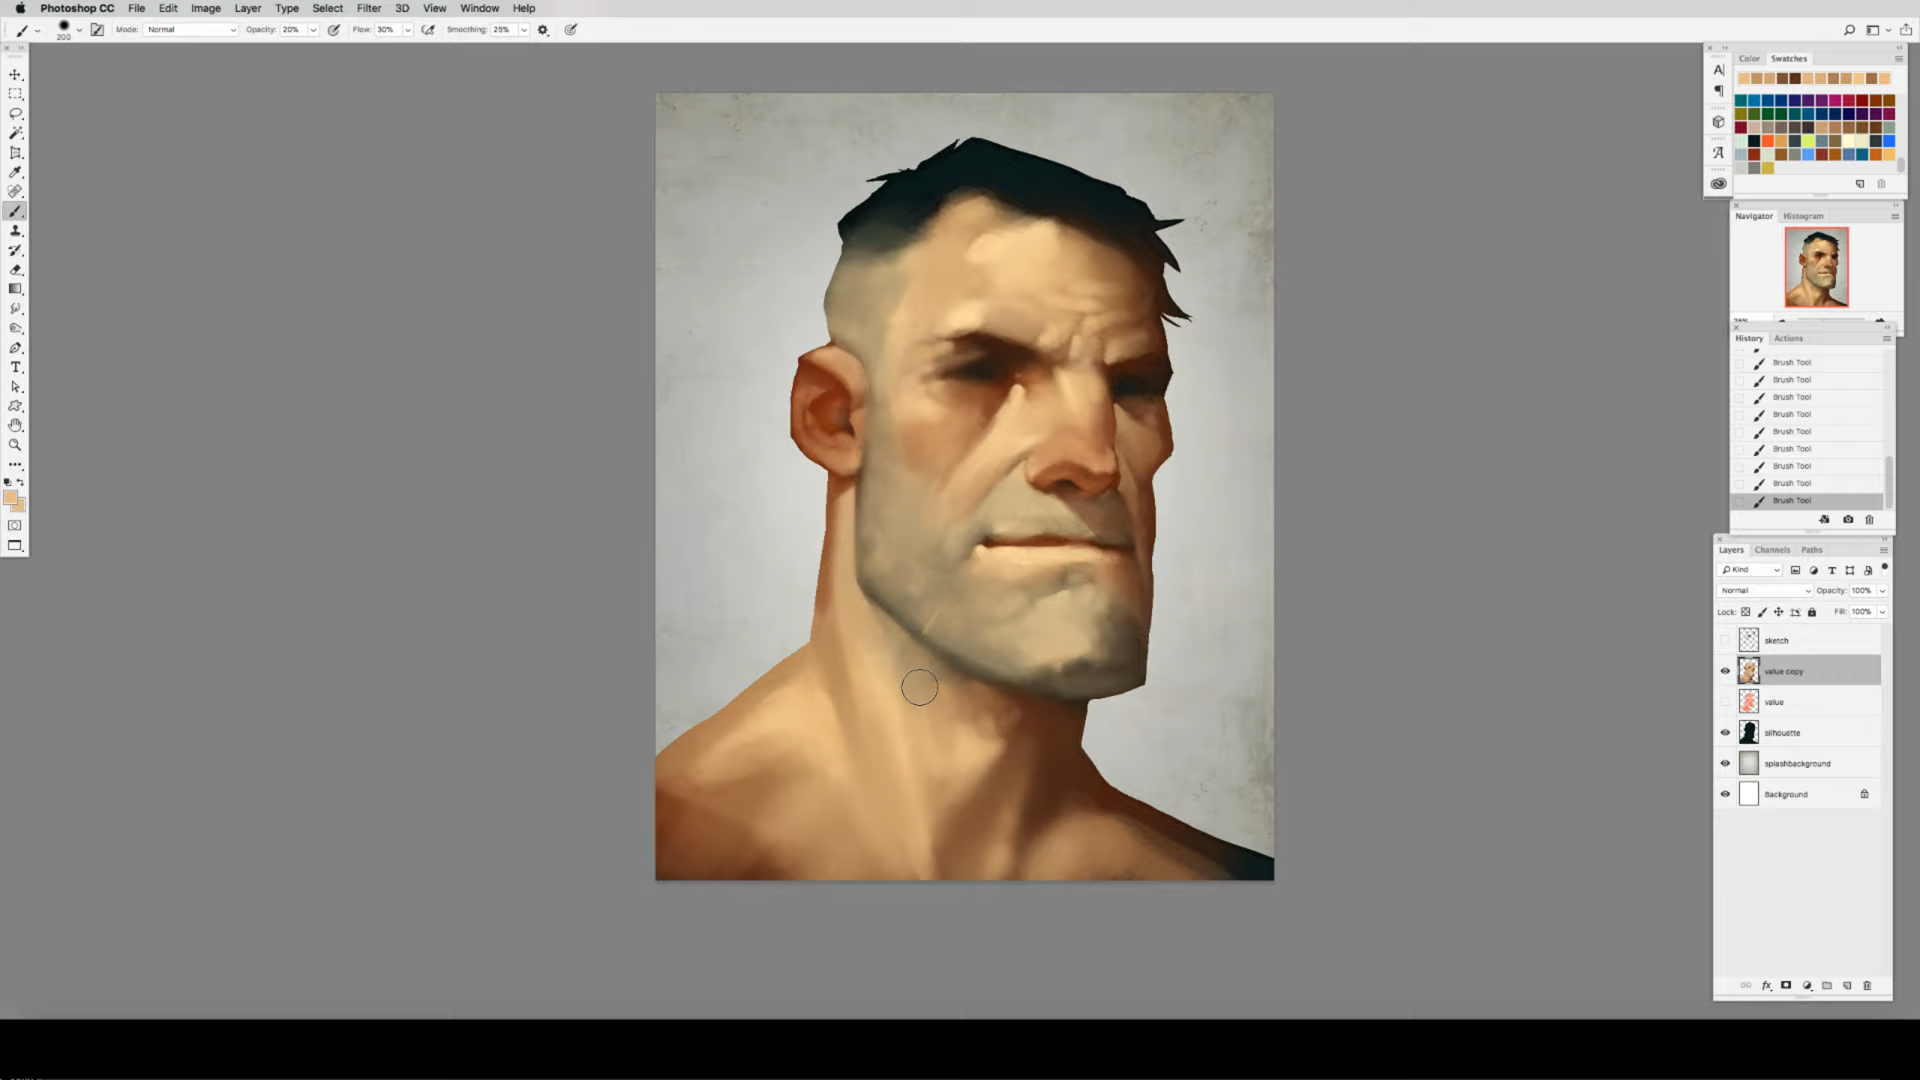 Photoshop CC File Edit Image Layer Type Select Filter 3D View Window Help
200 Mode: Normal Opacity: 20% Flow: 30% Smoothing: 25%
Color Swatches
Navigator Histogram
History Actions
Brush Tool
Brush Tool
Brush Tool
Brush Tool
Brush Tool
Brush Tool
Brush Tool
Brush Tool
Brush Tool
Layers Channels Paths
Kind
Normal Opacity: 100%
Lock: Fill: 100%
sketch
value copy
value
silhouette
splashbackground
Background